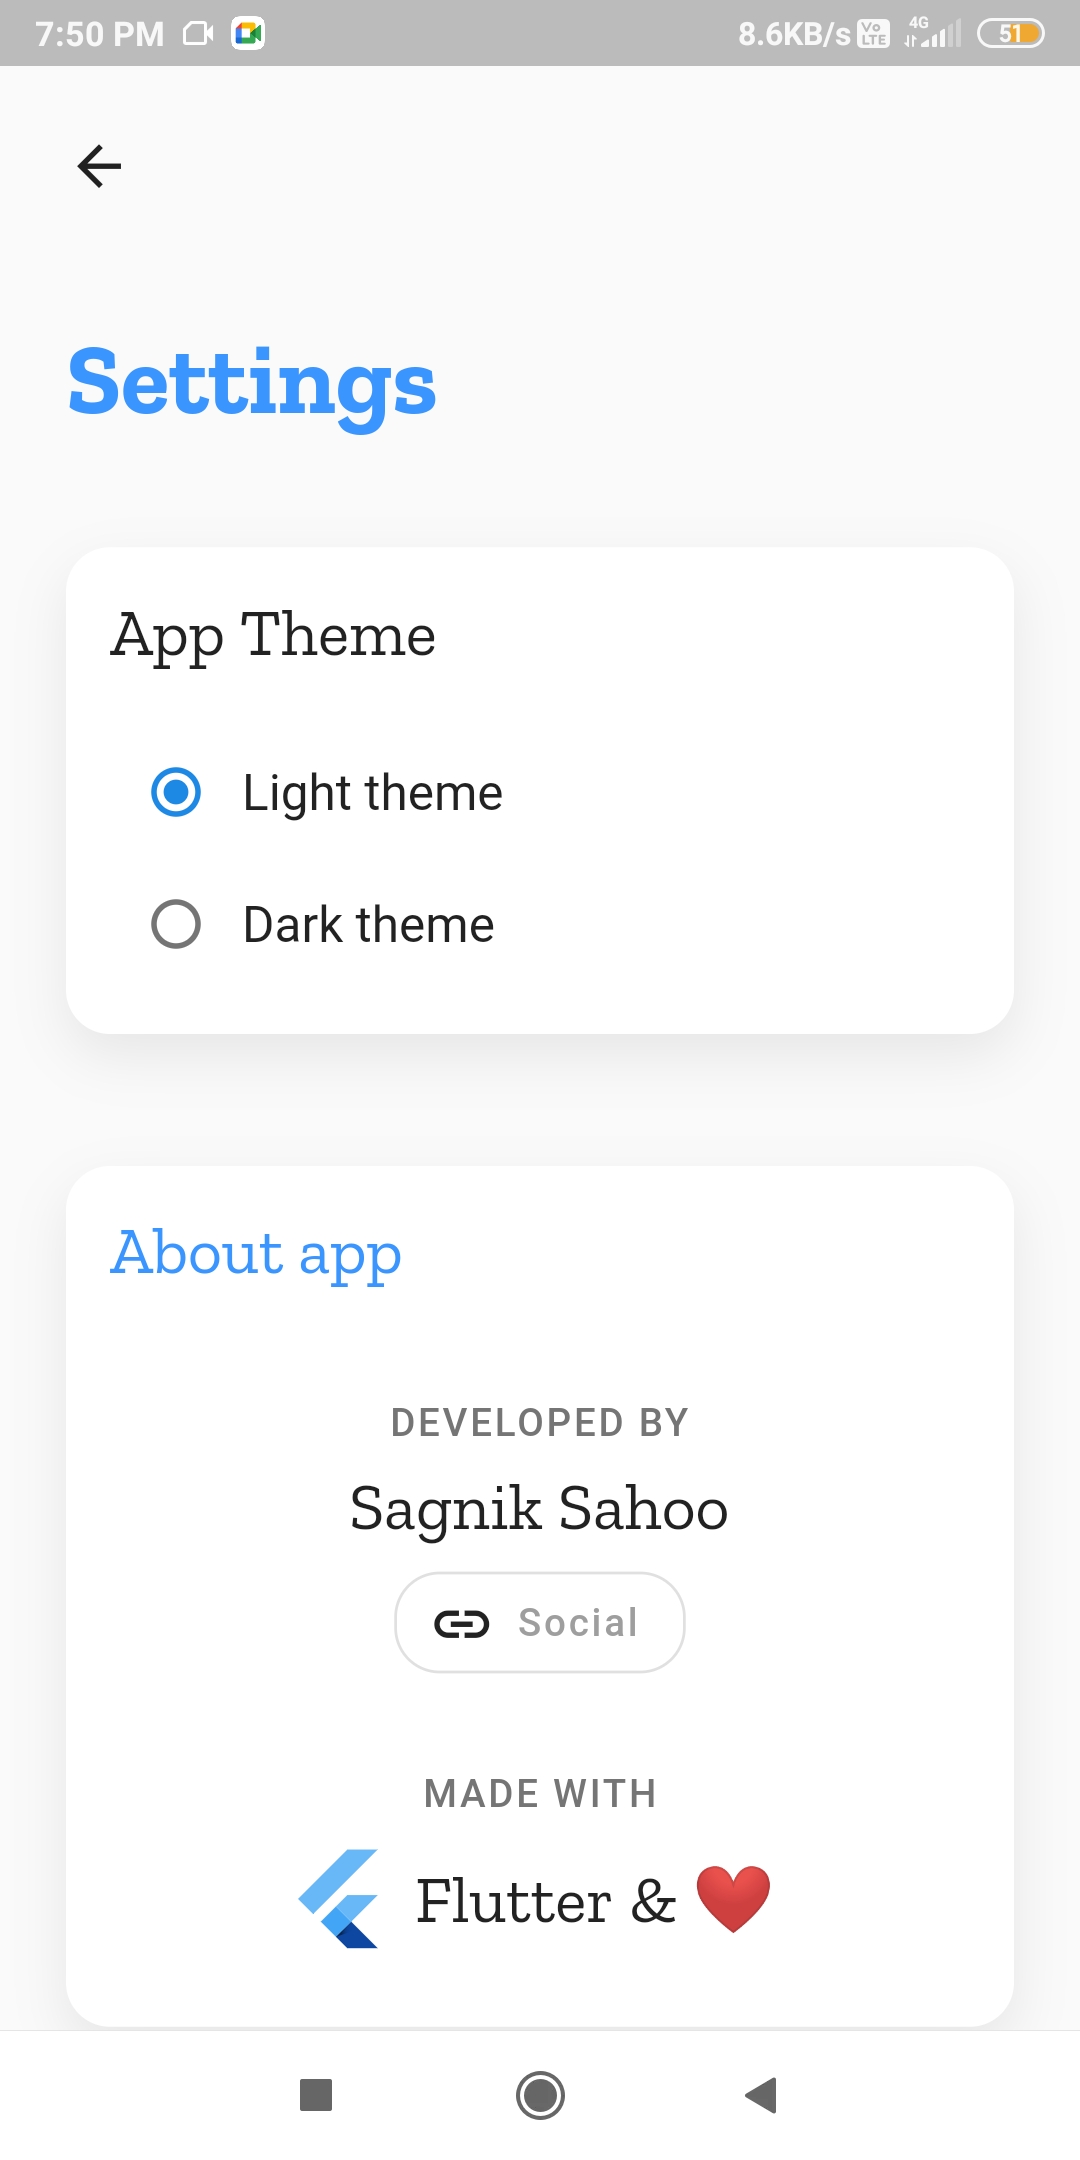 7:50 PM 8.6KB/s Vo LTE 4G 51
Settings
App Theme
Light theme
Dark theme
About app
DEVELOPED BY
Sagnik Sahoo
Social
MADE WITH
Flutter & ❤️